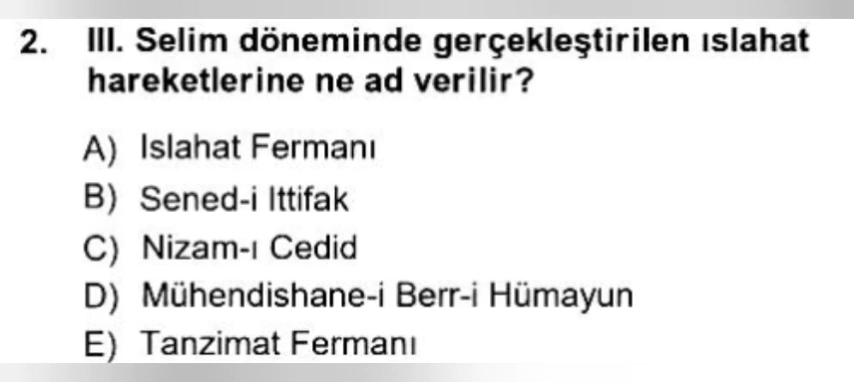 2. III. Selim döneminde gerçekleştirilen ıslahat
hareketlerine ne ad verilir?
A) Islahat Fermanı
B) Sened-i Ittifak
C) Nizam-ı Cedid
D) Mühendishane-i Berr-i Hümayun
E) Tanzimat Fermanı